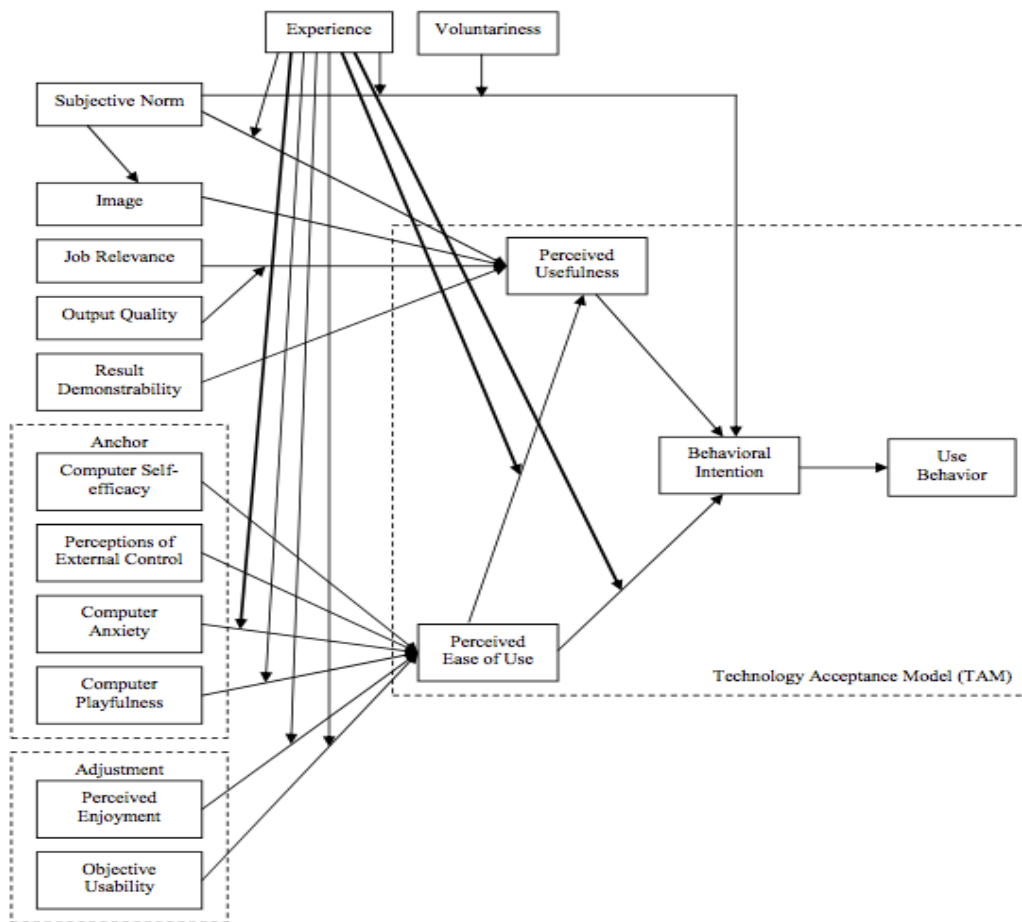 Experience
Voluntariness
Subjective Norm
Image
Job Relevance
Output Quality
Result
Demonstrability
Anchor
Computer Self-
efficacy
Perceptions of
External Control
Computer
Anxiety
Computer
Playfulness
Adjustment
Perceived
Enjoyment
Objective
Usability
Perceived
Usefulness
Perceived
Ease of Use
Behavioral
Intention
Use
Behavior
Technology Acceptance Model (TAM)